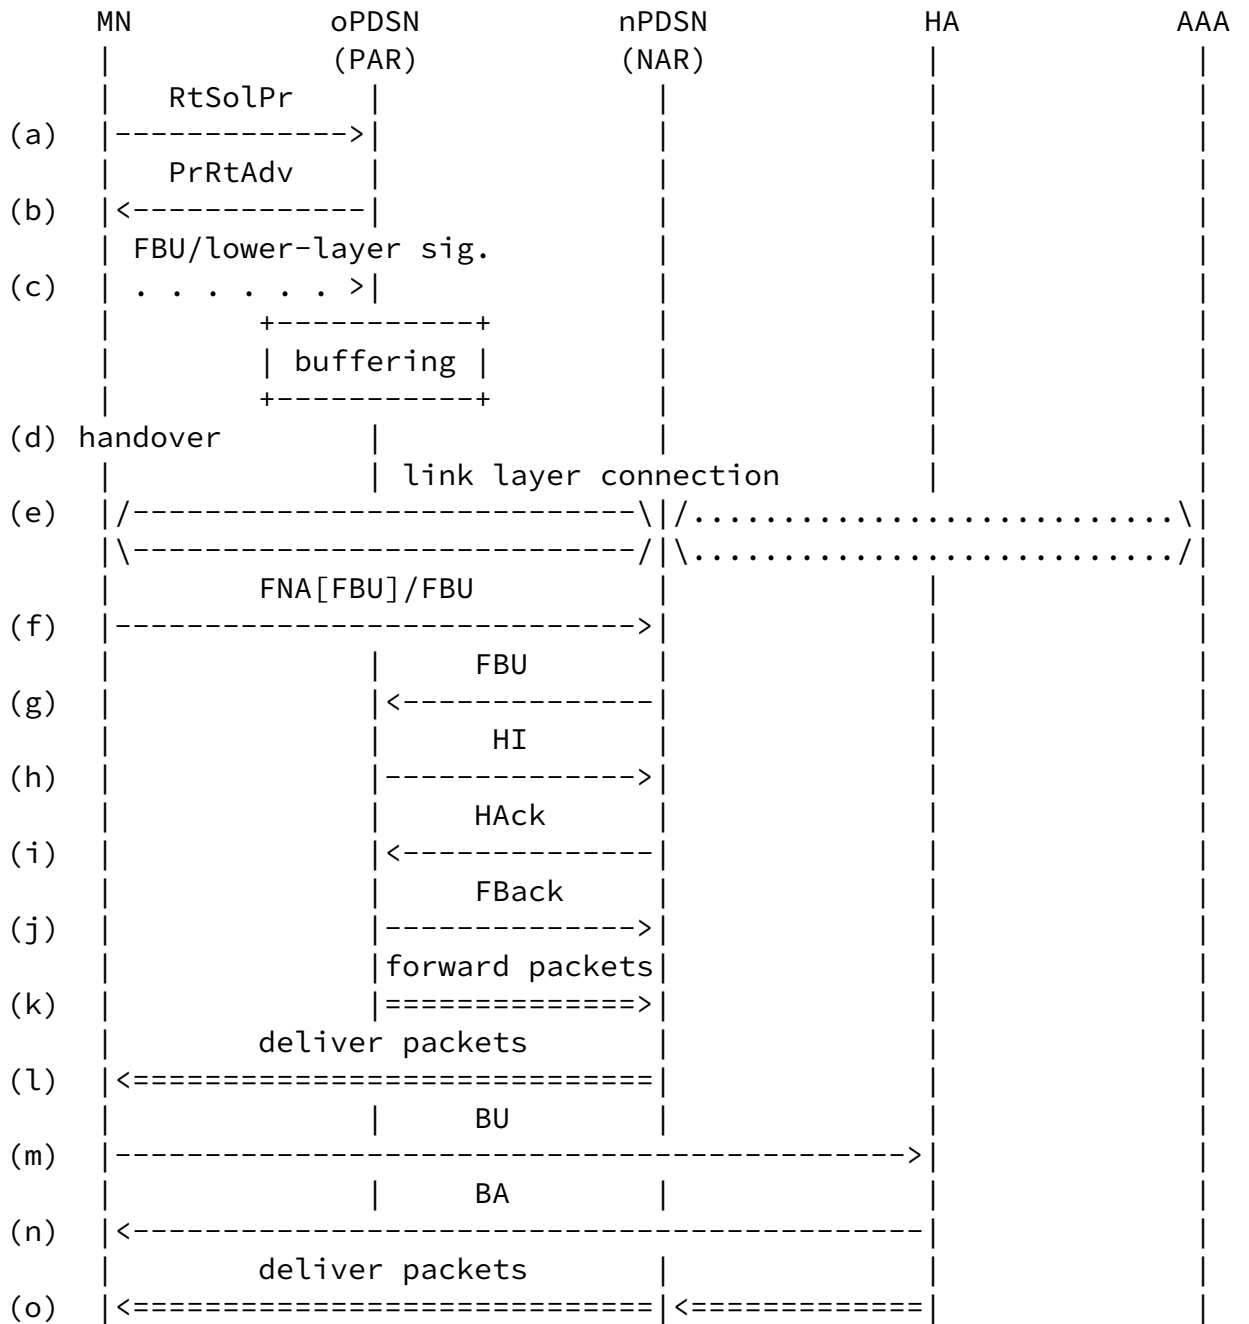 MN oPDSN nPDSN HA AAA
(PAR) (NAR)
RtSolPr
(a)
PrRtAdv
(b)
FBU/lower-layer sig.
(c)
buffering
(d) handover
link layer connection
(e)
FNA[FBU]/FBU
(f)
FBU
(g)
HI
(h)
HAck
(i)
FBack
(j)
forward packets
(k)
deliver packets
(l)
BU
(m)
BA
(n)
deliver packets
(o)